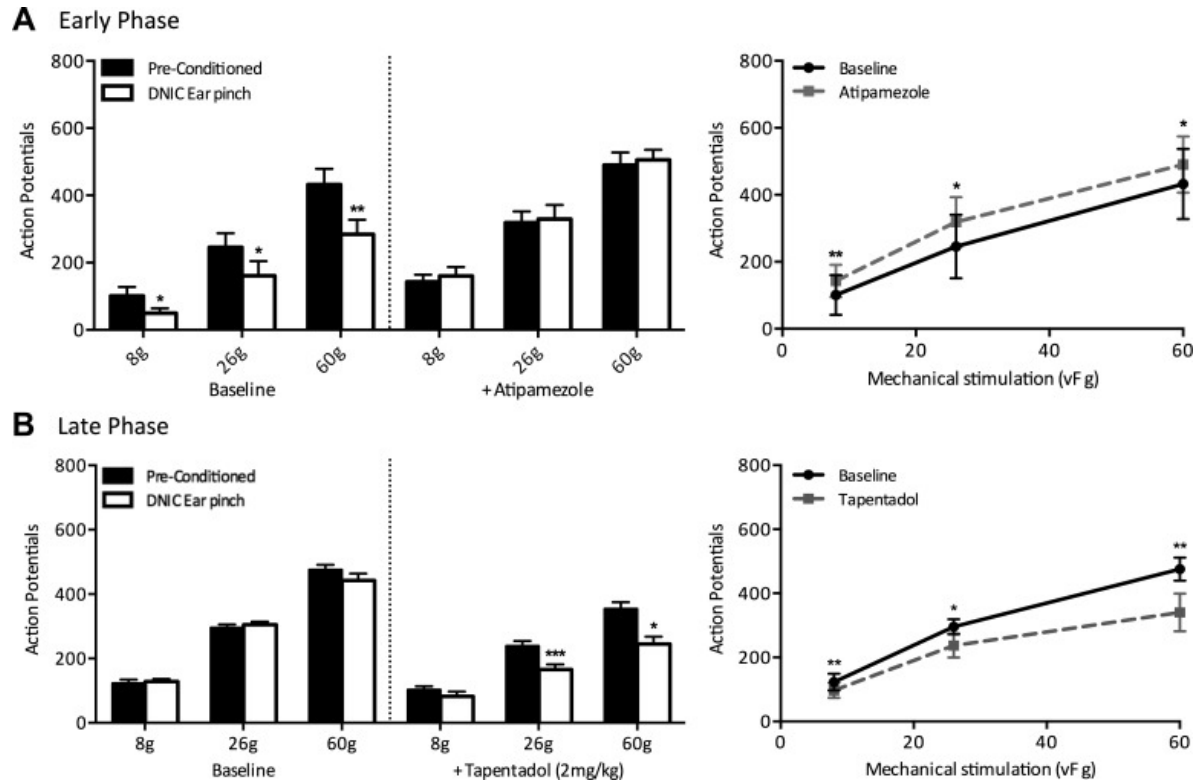 A Early Phase
800
600
400
200
0
Action Potentials
Pre-Conditioned
DNIC Ear pinch
*
*
**
8g 26g 60g 8g 26g 60g
Baseline +Atipamezole
800
600
400
200
0
Action Potentials
Baseline
Atipamezole
**
*
*
0 20 40 60
Mechanical stimulation (vF g)
B Late Phase
800
600
400
200
0
Action Potentials
Pre-Conditioned
DNIC Ear pinch
***
*
8g 26g 60g 8g 26g 60g
Baseline +Tapentadol (2mg/kg)
800
600
400
200
0
Action Potentials
Baseline
Tapentadol
**
*
**
0 20 40 60
Mechanical stimulation (vF g)